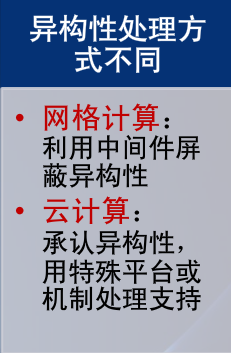 异构性处理方
式不同
• 网格计算：
利用中间件屏
蔽异构性
• 云计算：
承认异构性，
用特殊平台或
机制处理支持